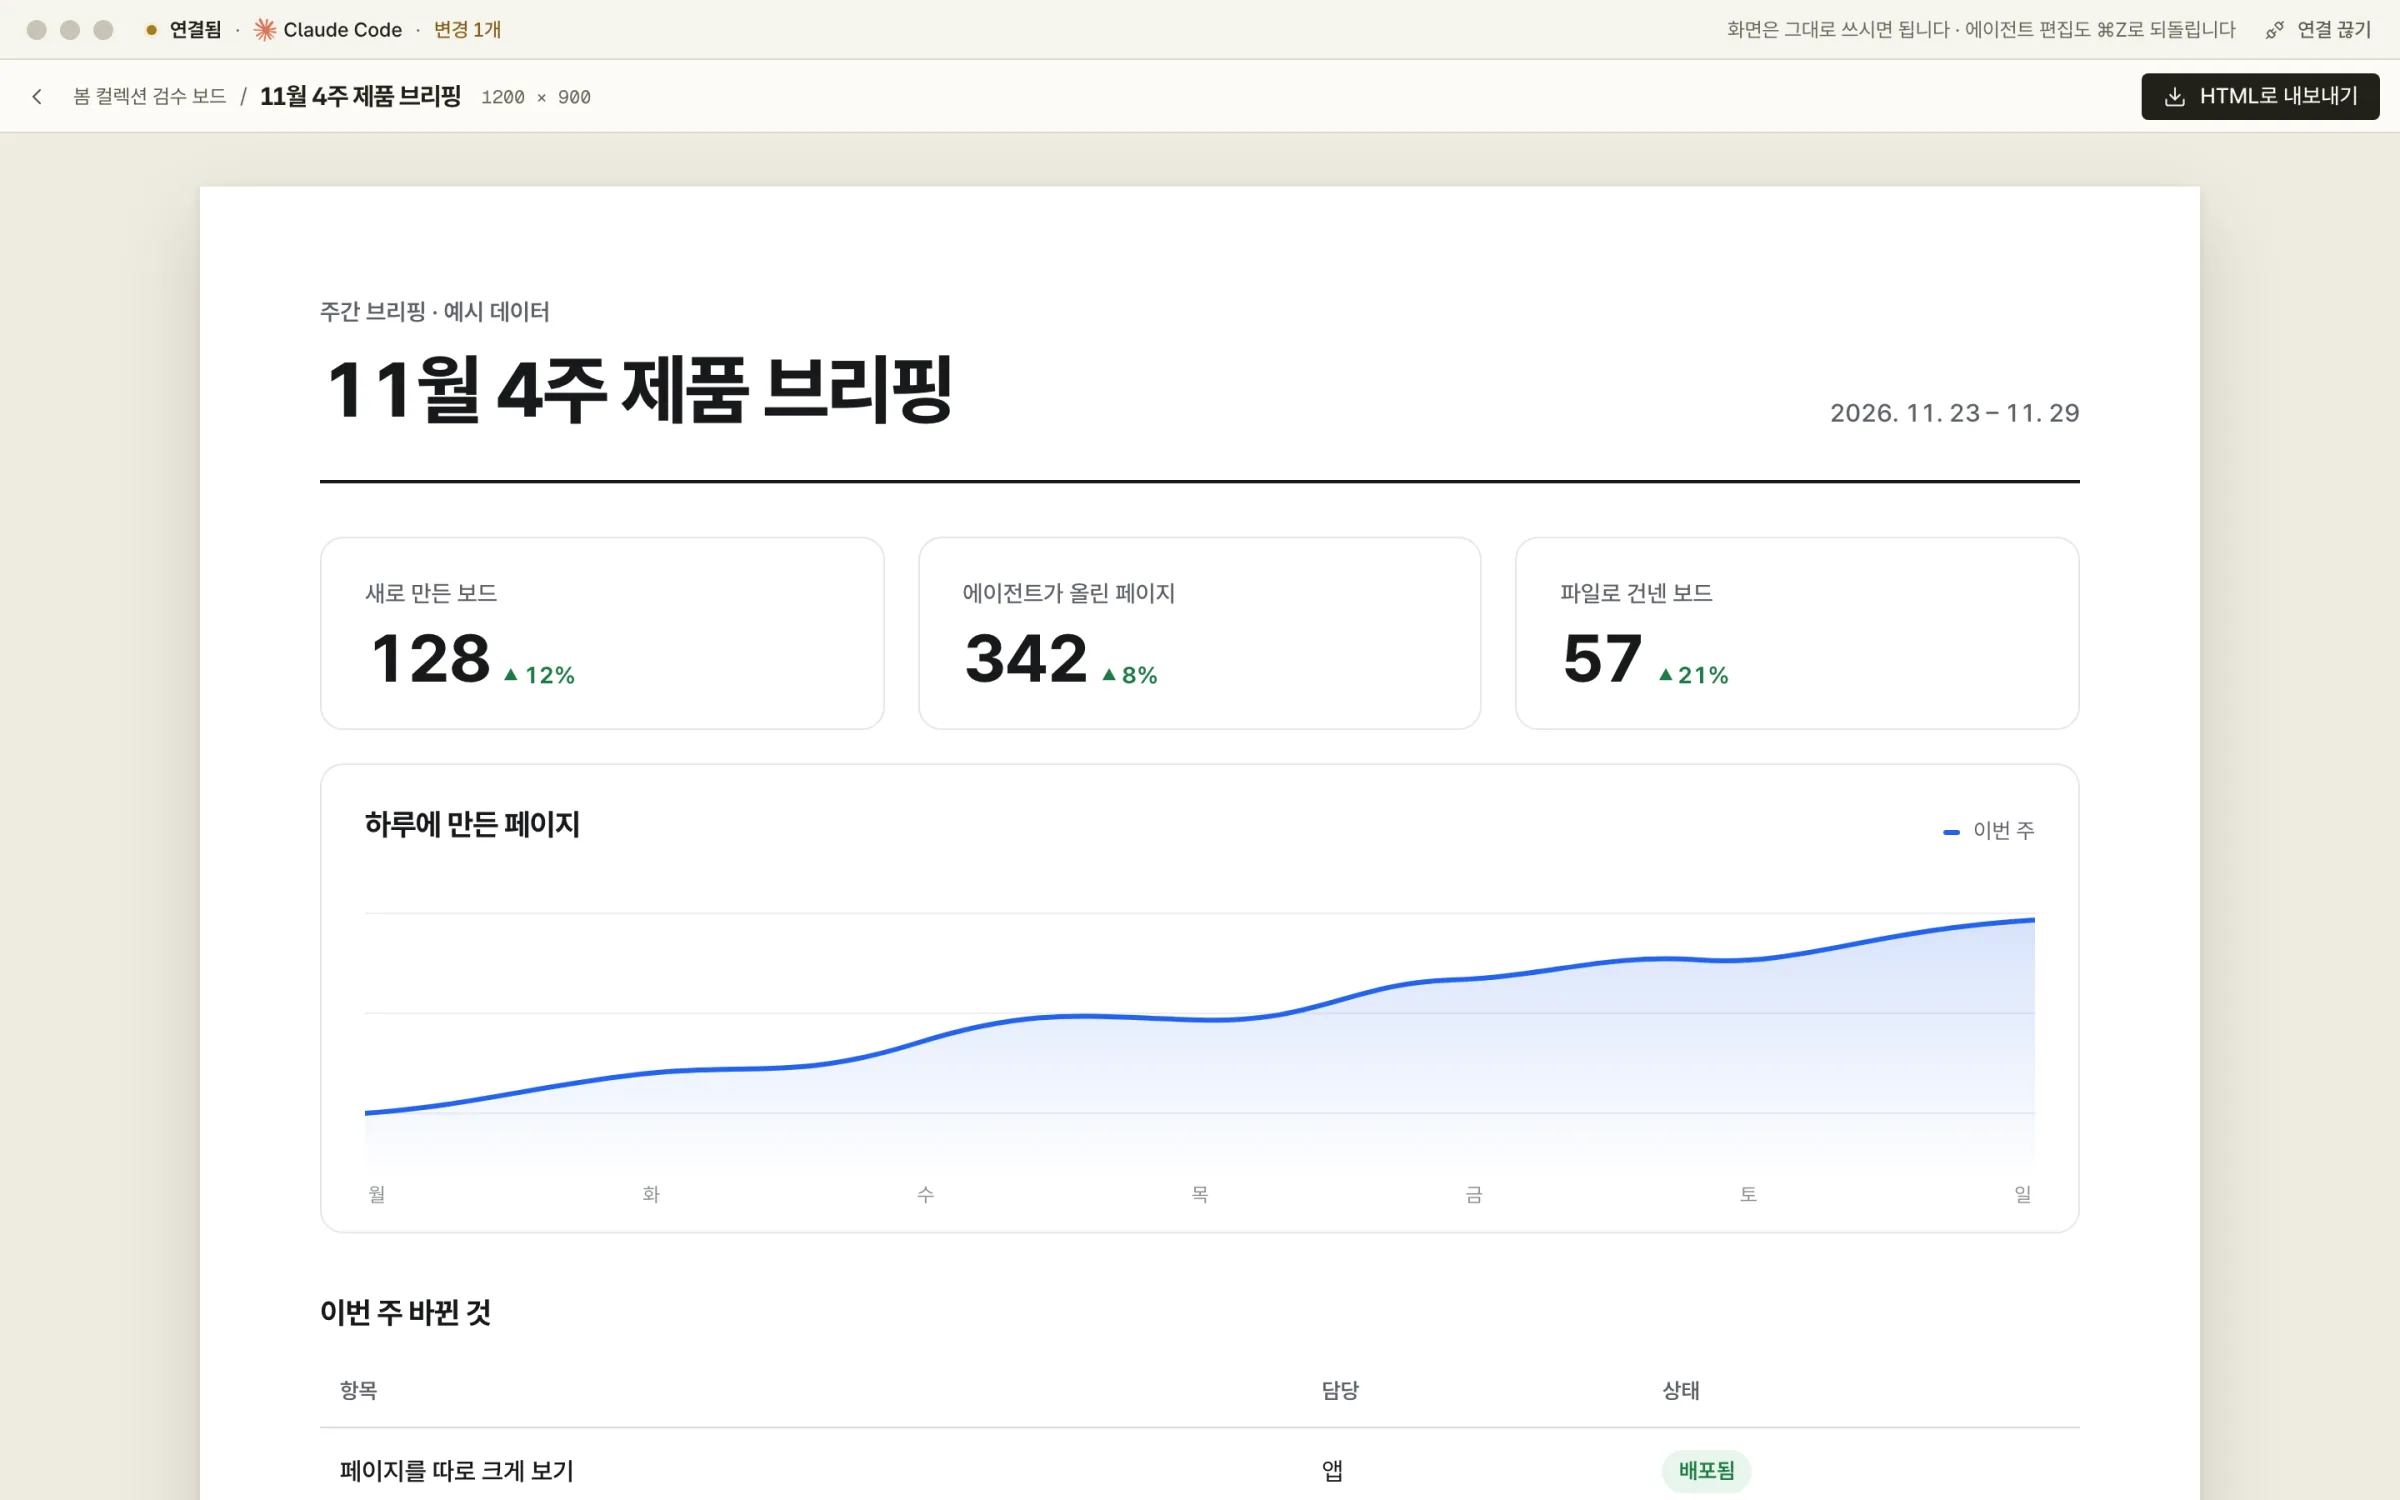 연결됨 · Claude Code · 변경 1개
화면은 그대로 쓰시면 됩니다 · 에이전트 편집도 ⌘Z로 되돌립니다 연결 끊기
봄 컬렉션 검수 보드 / 11월 4주 제품 브리핑 1200 × 900
HTML로 내보내기
주간 브리핑 · 예시 데이터
11월 4주 제품 브리핑
2026. 11. 23 – 11. 29
새로 만든 보드
128 ▲ 12%
에이전트가 올린 페이지
342 ▲ 8%
파일로 건넨 보드
57 ▲ 21%
하루에 만든 페이지
이번 주
월 화 수 목 금 토 일
이번 주 바뀐 것
항목 담당 상태
페이지를 따로 크게 보기 앱 배포됨